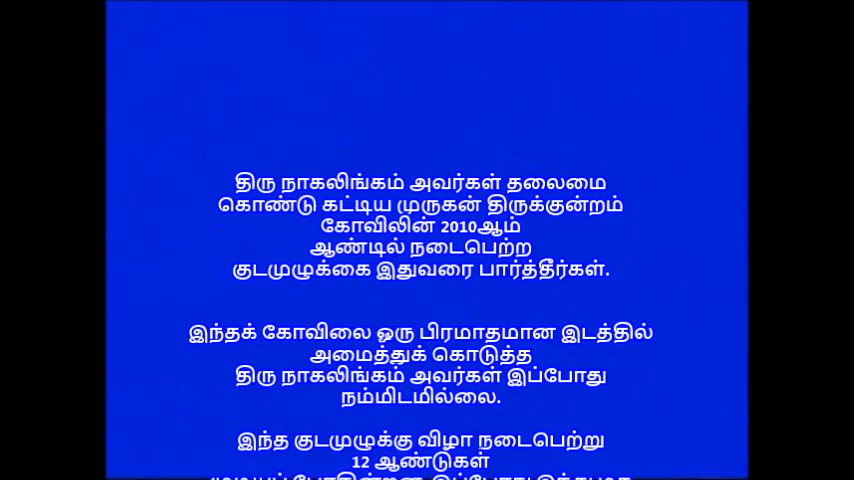 திரு நாகலிங்கம் அவர்கள் தலைமை
கொண்டு கட்டிய முருகன் திருக்குன்றம்
கோவிலின் 2010ஆம்
ஆண்டில் நடைபெற்ற
குடமுழுக்கை இதுவரை பார்த்தீர்கள்.
இந்தக் கோவிலை ஒரு பிரமாதமான இடத்தில்
அமைத்துக் கொடுத்த
திரு நாகலிங்கம் அவர்கள் இப்போது
நம்மிடமில்லை.
இந்த குடமுழுக்கு விழா நடைபெற்று
12 ஆண்டுகள்